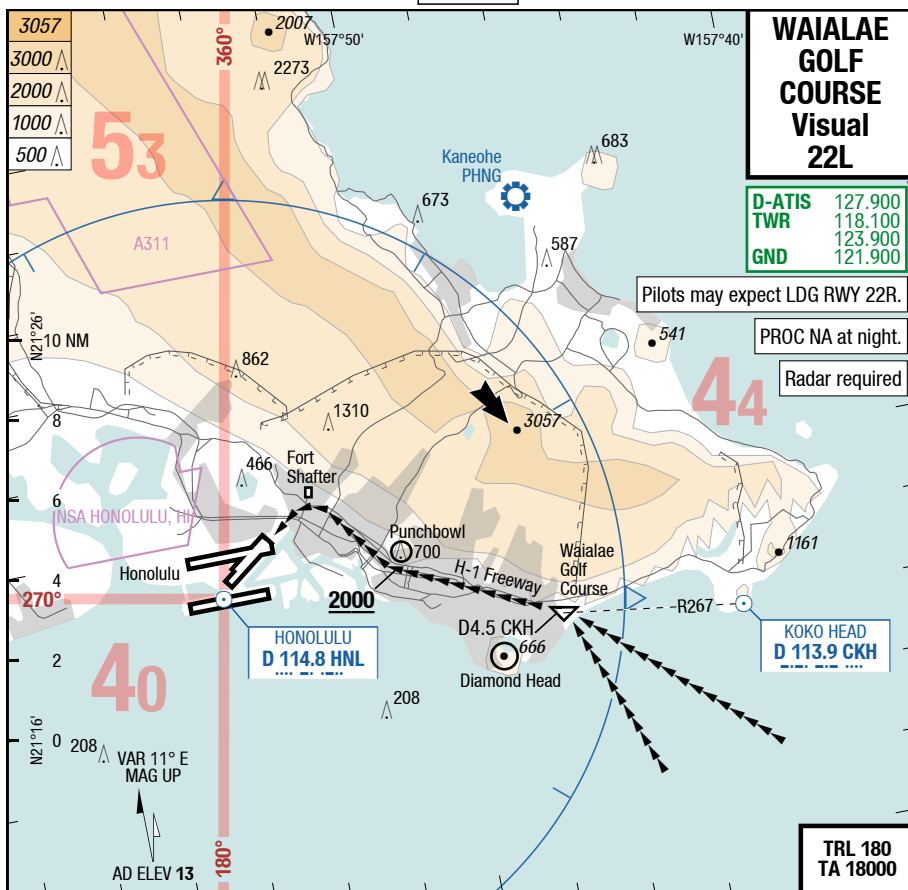 3057
3000
2000
1000
500
2007
2273
W157°50'
W157°40'
360°
WAIALAE
GOLF
COURSE
Visual
22L
D-ATIS 127.900
TWR 118.100
123.900
GND 121.900
Pilots may expect LDG RWY 22R.
PROC NA at night.
Radar required
53
683
Kaneohe
PHNG
673
A311
587
N21°26'
10 NM
541
862
44
8
1310
3057
466
Fort
Shafter
6
NSA HONOLULU, HI
Punchbowl
700
Waialae
Golf
Course
1161
Honolulu
H-1 Freeway
4
270°
2000
R267
D4.5 CKH
HONOLULU
D 114.8 HNL
KOKO HEAD
D 113.9 CKH
666
Diamond Head
2
40
208
N21°16'
0
208
VAR 11° E
MAG UP
AD ELEV 13
180°
TRL 180
TA 18000